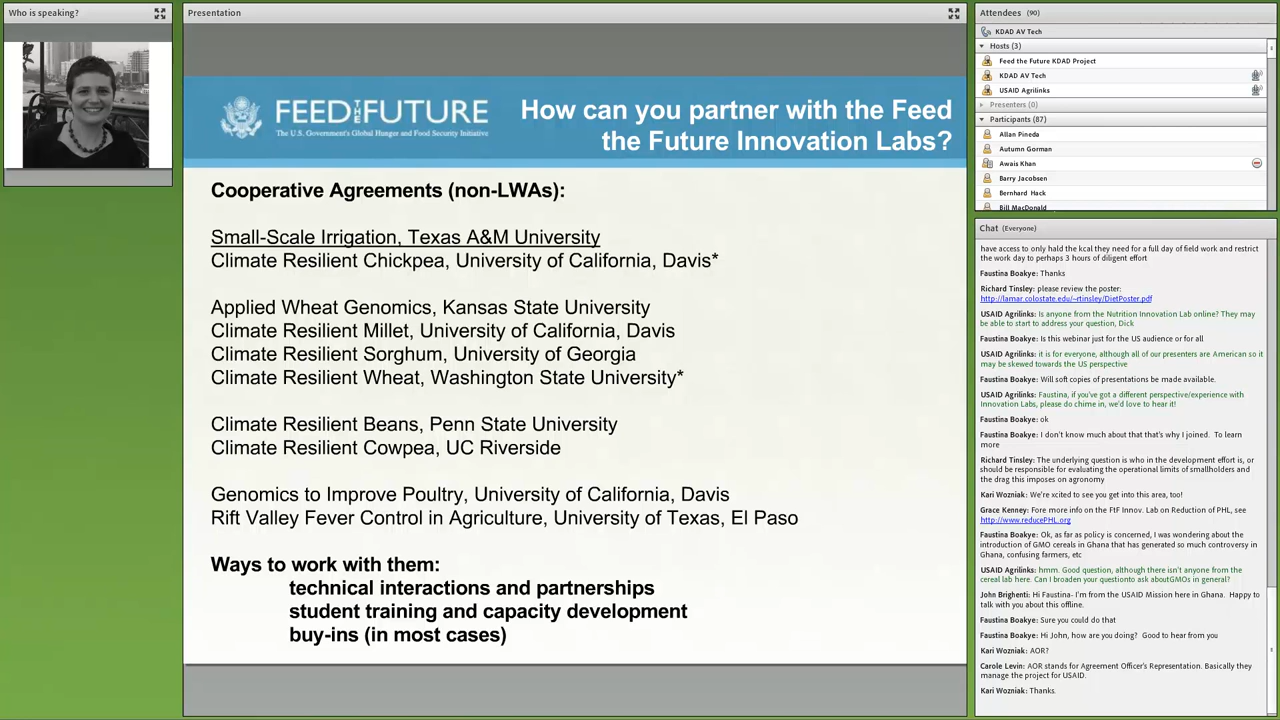 Who is speaking?
Presentation
FEED THE FUTURE
The U.S. Government's Global Hunger and Food Security Initiative
How can you partner with the Feed
the Future Innovation Labs?
Cooperative Agreements (non-LWAs):
Small-Scale Irrigation, Texas A&M University
Climate Resilient Chickpea, University of California, Davis*
Applied Wheat Genomics, Kansas State University
Climate Resilient Millet, University of California, Davis
Climate Resilient Sorghum, University of Georgia
Climate Resilient Wheat, Washington State University*
Climate Resilient Beans, Penn State University
Climate Resilient Cowpea, UC Riverside
Genomics to Improve Poultry, University of California, Davis
Rift Valley Fever Control in Agriculture, University of Texas, El Paso
Ways to work with them:
technical interactions and partnerships
student training and capacity development
buy-ins (in most cases)
Attendees (90)
KDAD AV Tech
Hosts (3)
Feed the Future KDAD Project
KDAD AV Tech
USAID Agrilinks
Presenters (0)
Participants (87)
Allan Pineda
Autumn Gorman
Awais Khan
Barry Jacobsen
Bernhard Hack
Bill MacDonald
Chat (Everyone)
have access to only hald the kcal they need for a full day of field work and restrict
the work day to perhaps 3 hours of diligent effort
Faustina Boakye: Thanks
Richard Tinsley: please review the poster:
http://lamar.colostate.edu/~rtinsley/DietPoster.pdf
USAID Agrilinks: Is anyone from the Nutrition Innovation Lab online? They may
be able to start to address your question, Dick
Faustina Boakye: Is this webinar just for the US audience or for all
USAID Agrilinks: it is for everyone, although all of our presenters are American so it
may be skewed towards the US perspective
Faustina Boakye: Will soft copies of presentations be made available.
USAID Agrilinks: Faustina, if you've got a different perspective/experience with
Innovation Labs, please do chime in, we'd love to hear it!
Faustina Boakye: ok
Faustina Boakye: I don't know much about that that's why I joined. To learn
more
Richard Tinsley: The underlying question is who in the development effort is, or
should be responsible for evaluating the operational limits of smallholders and
the drag this imposes on agronomy
Kari Wozniak: We're xcited to see you get into this area, too!
Grace Kenney: Fore more info on the FtF Innov. Lab on Reduction of PHL, see
http://www.reducePHL.org
Faustina Boakye: Ok, as far as policy is concerned, I was wondering about the
introduction of GMO cereals in Ghana that has generated so much controversy in
Ghana, confusing farmers, etc
USAID Agrilinks: hmm. Good question, although there isn't anyone from the
cereal lab here. Can I broaden your questionto ask aboutGMOs in general?
John Brighenti: Hi Faustina- I'm from the USAID Mission here in Ghana. Happy to
talk with you about this offline.
Faustina Boakye: Sure you could do that
Faustina Boakye: Hi John, how are you doing? Good to hear from you
Kari Wozniak: AOR?
Carole Levin: AOR stands for Agreement Officer's Representation. Basically they
manage the project for USAID.
Kari Wozniak: Thanks.